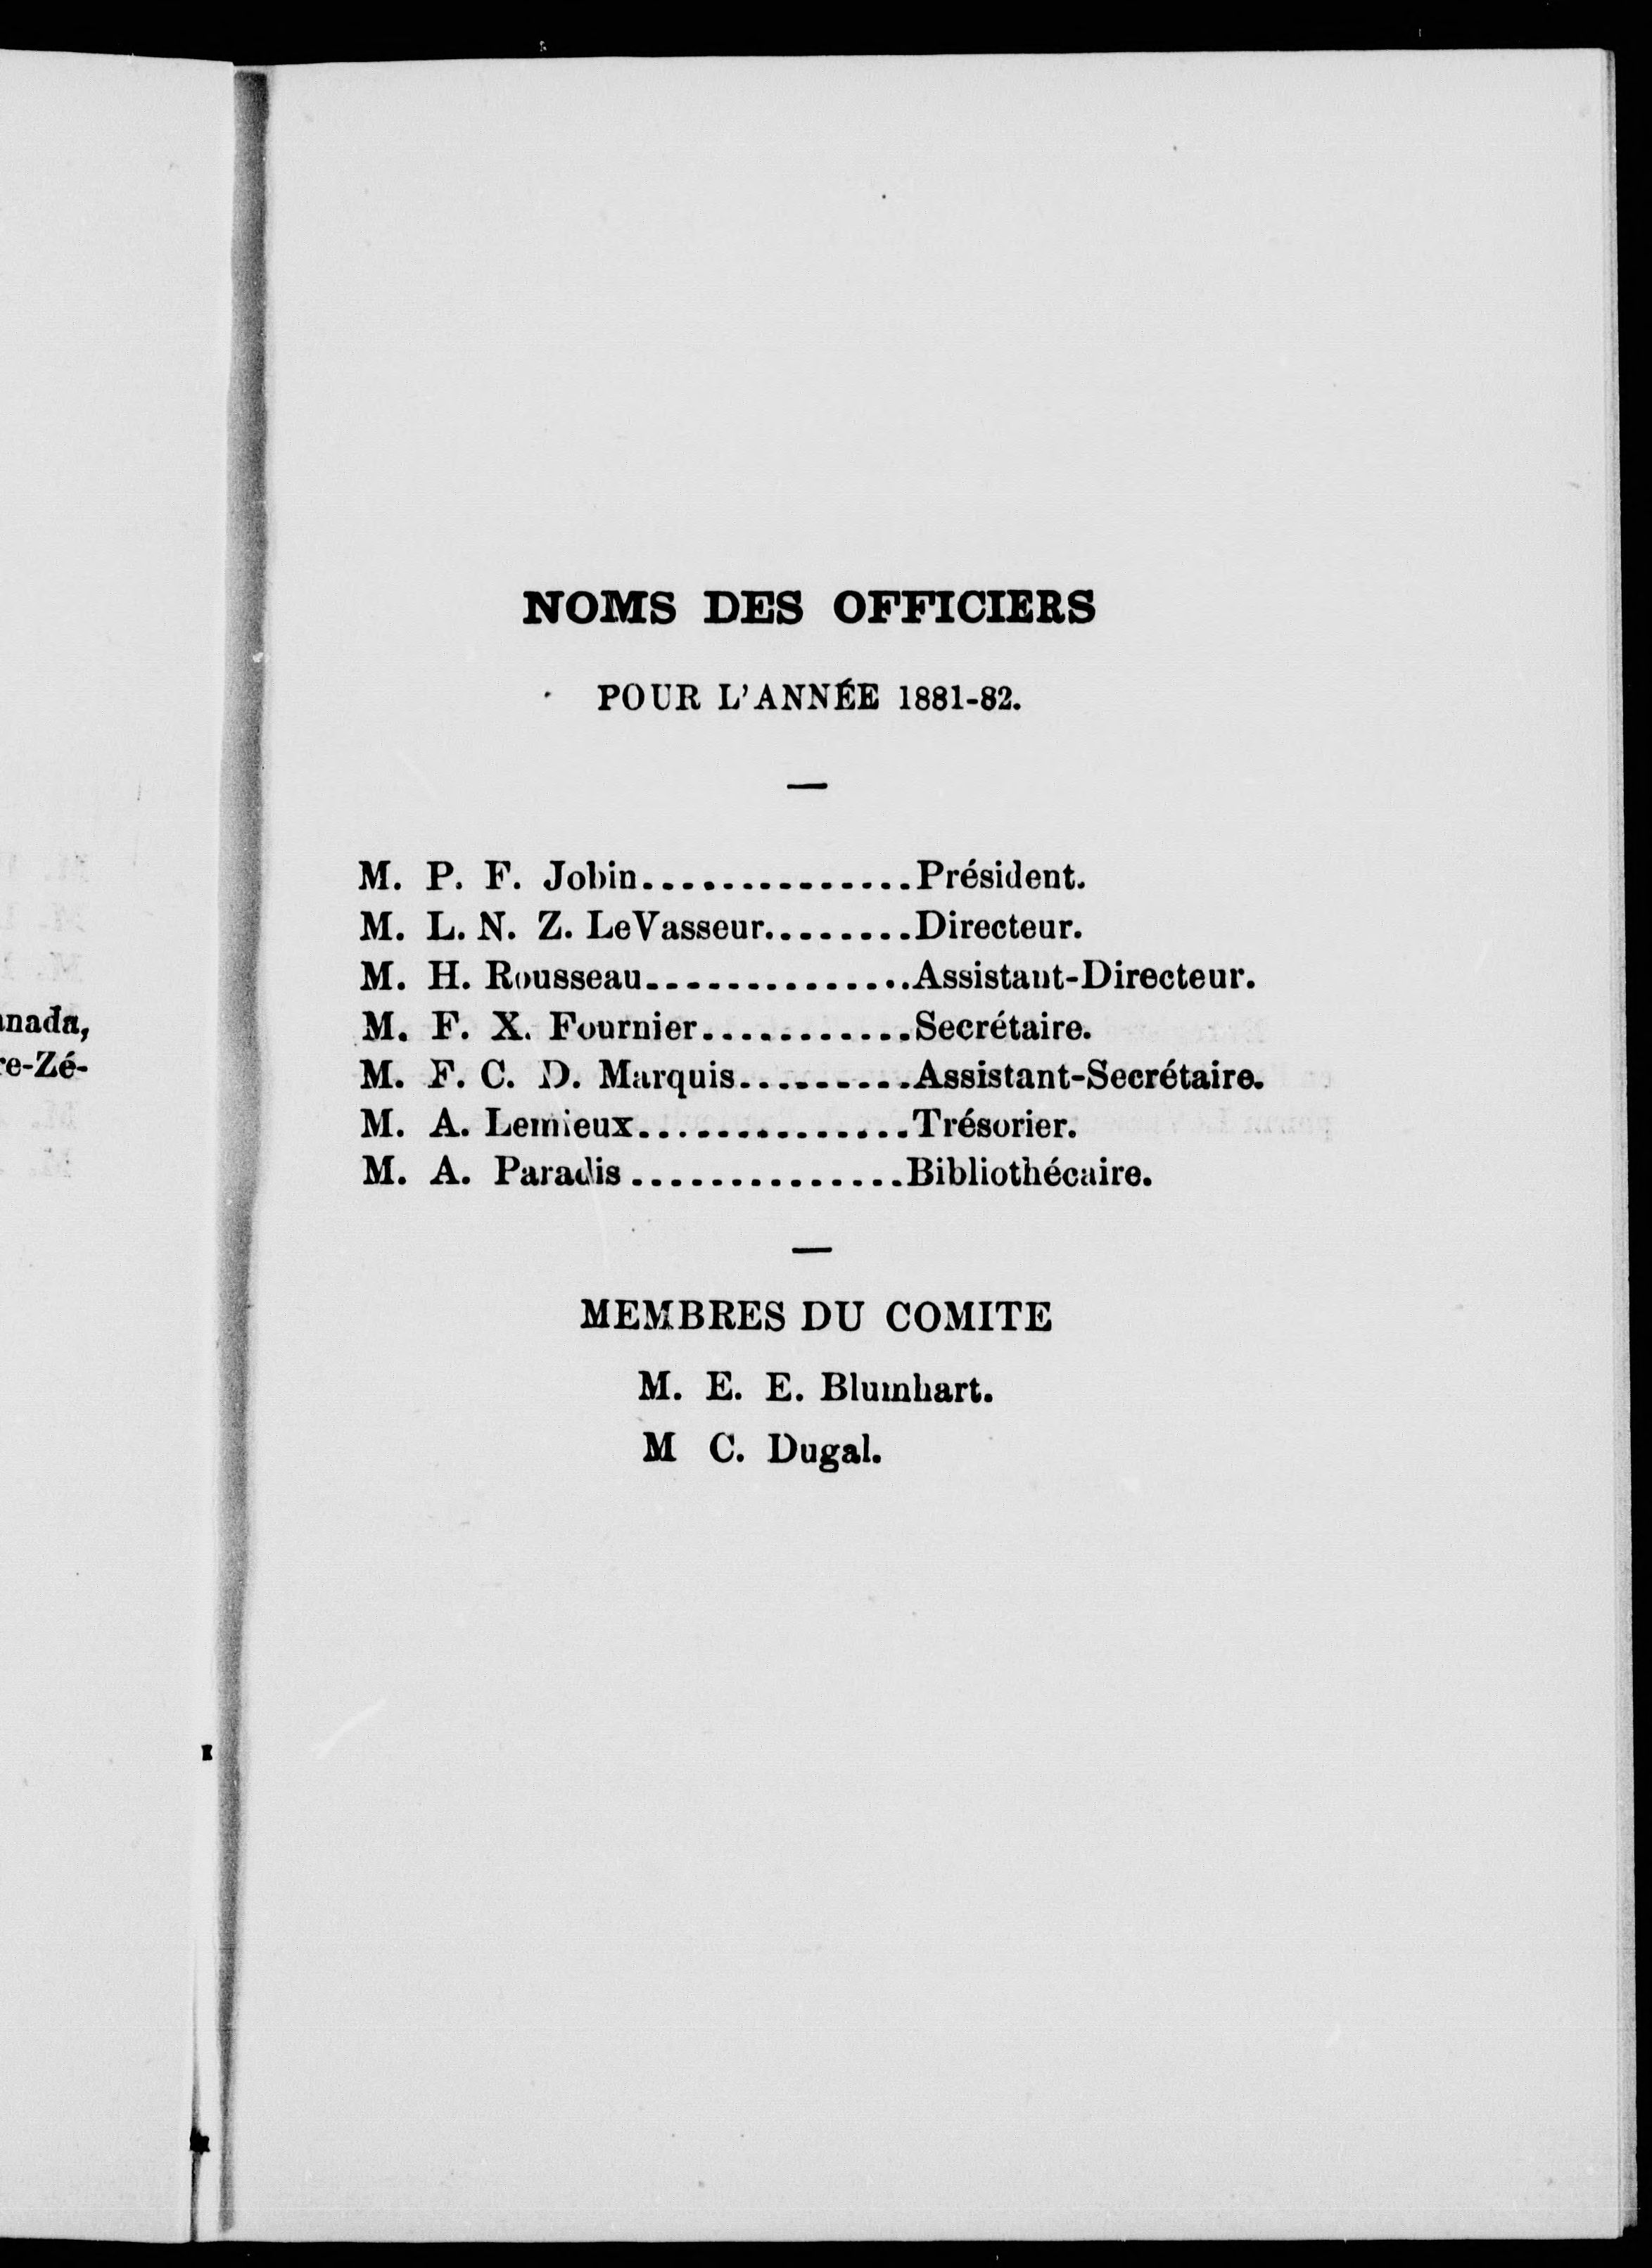 nada,
re-Zé-
NOMS DES OFFICIERS
POUR L'ANNÉE 1881-82.
M. P. F. Jobin..............Président.
M. L. N. Z. LeVasseur........Directeur.
M. H. Rousseau..............Assistant-Directeur.
M. F. X. Fournier...........Secrétaire.
M. F. C. D. Marquis.........Assistant-Secrétaire.
M. A. Lemieux..............Trésorier.
M. A. Paradis..............Bibliothécaire.
MEMBRES DU COMITE
M. E. E. Blumhart.
M C. Dugal.